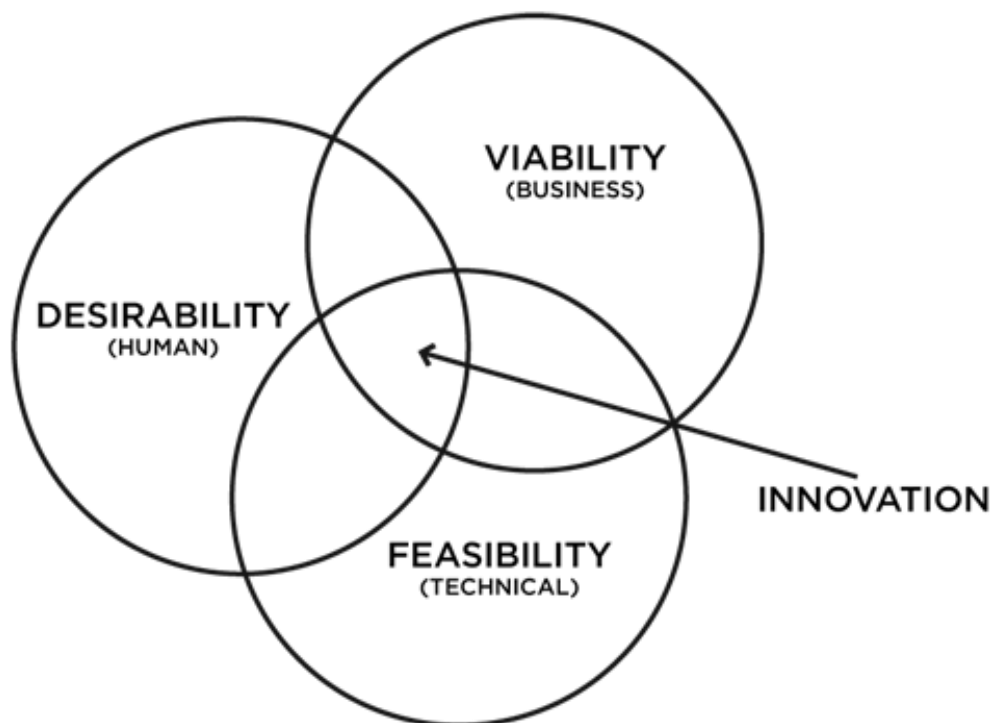 VIABILITY
(BUSINESS)
DESIRABILITY
(HUMAN)
INNOVATION
FEASIBILITY
(TECHNICAL)